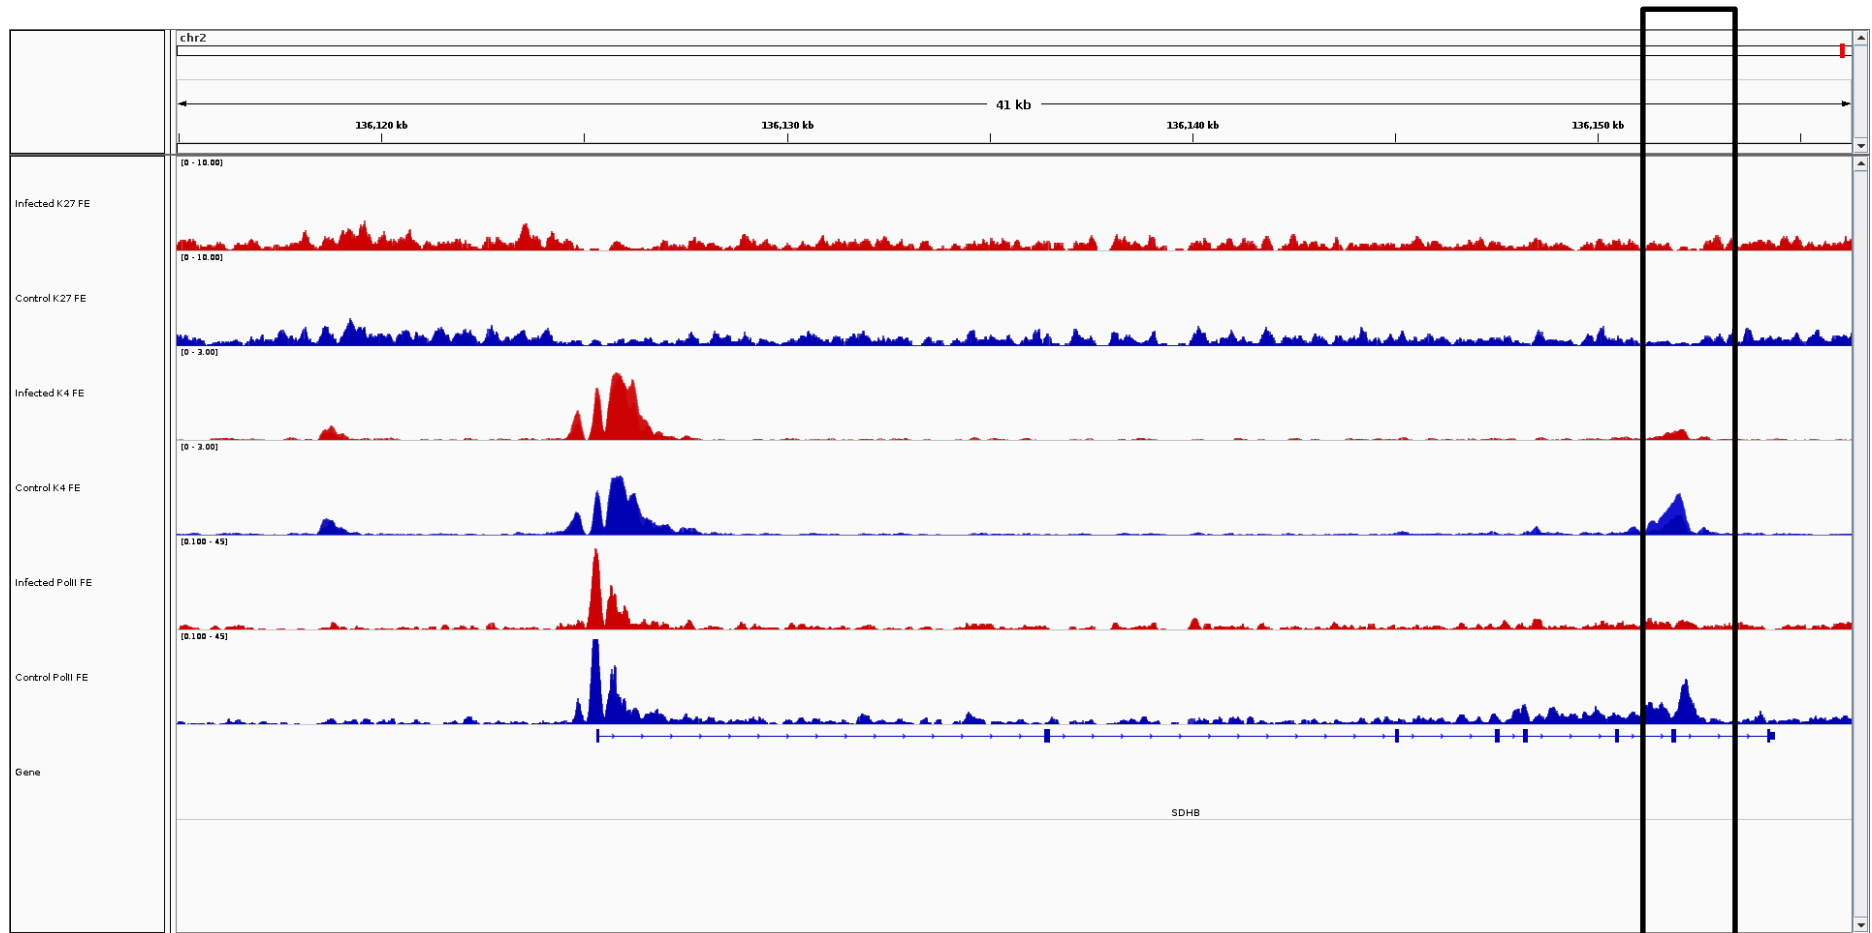 chr2
41 kb
136,120 kb 136,130 kb 136,140 kb 136,150 kb
[0 - 10.00]
Infected K27 FE
[0 - 10.00]
Control K27 FE
[0 - 3.00]
Infected K4 FE
[0 - 3.00]
Control K4 FE
[0.100 - 45]
Infected PolII FE
[0.100 - 45]
Control PolII FE
Gene
SDHB